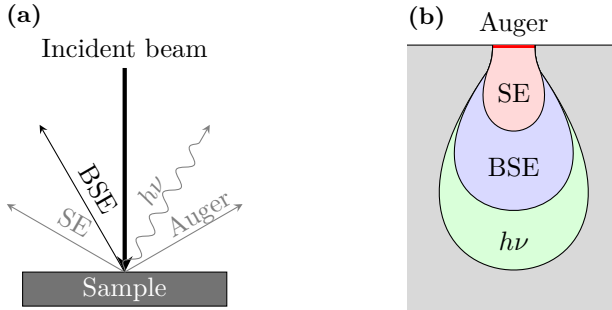 (a)
Incident beam
BSE
SE
hν
Auger
Sample
(b)
Auger
SE
BSE
hν